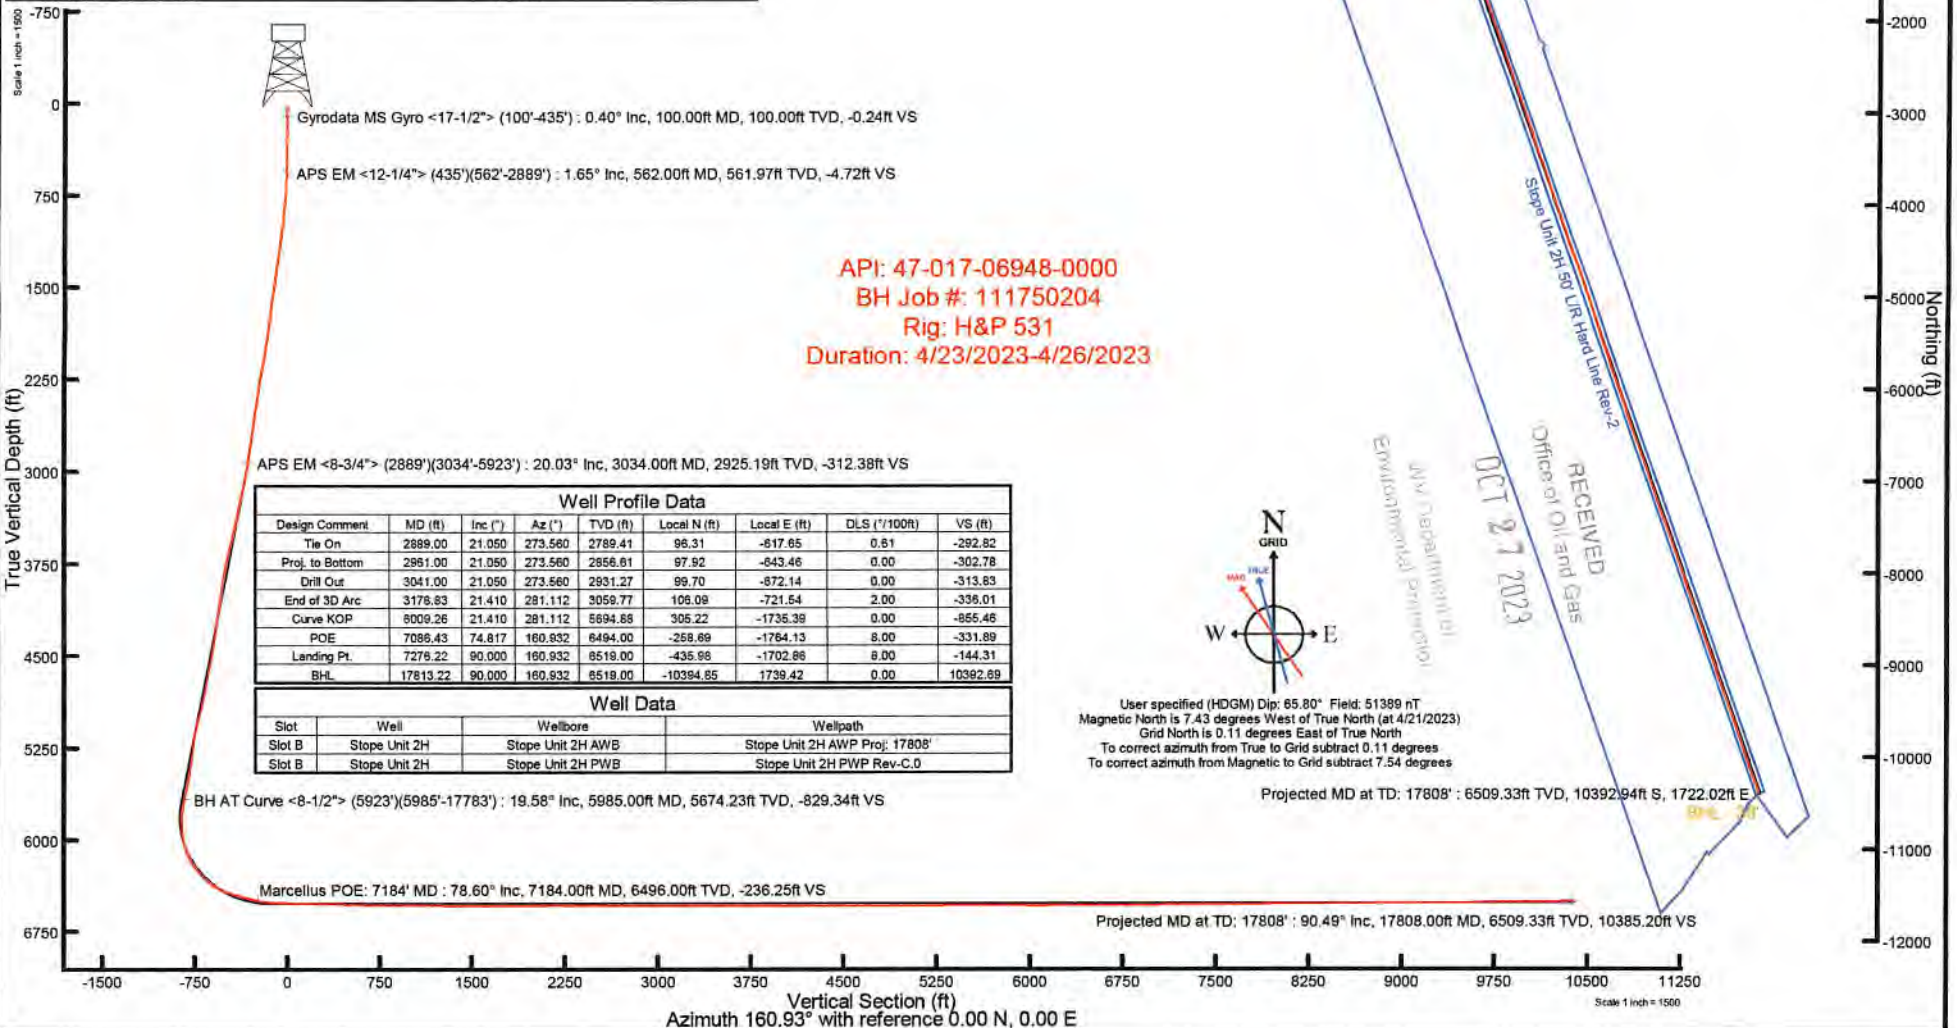 Scale 1 inch = 1500
True Vertical Depth (ft)
-750
0
750
1500
2250
3000
3750
4500
5250
6000
6750
Gyrodata MS Gyro <17-1/2"> (100'-435') : 0.40° Inc, 100.00ft MD, 100.00ft TVD, -0.24ft VS
APS EM <12-1/4"> (435')(562'-2889') : 1.65° Inc, 562.00ft MD, 561.97ft TVD, -4.72ft VS
API: 47-017-06948-0000
BH Job #: 111750204
Rig: H&P 531
Duration: 4/23/2023-4/26/2023
APS EM <8-3/4"> (2889')(3034'-5923') : 20.03° Inc, 3034.00ft MD, 2925.19ft TVD, -312.38ft VS
Well Profile Data
Design Comment MD (ft) Inc (°) Az (°) TVD (ft) Local N (ft) Local E (ft) DLS (°/100ft) VS (ft)
Tie On 2889.00 21.050 273.560 2789.41 96.31 -617.65 0.61 -292.82
Proj. to Bottom 2961.00 21.050 273.560 2856.61 97.92 -643.46 0.00 -302.78
Drill Out 3041.00 21.050 273.560 2931.27 99.70 -672.14 0.00 -313.83
End of 3D Arc 3176.83 21.410 281.112 3059.77 106.09 -721.54 2.00 -336.01
Curve KOP 6009.26 21.410 281.112 5694.88 305.22 -1735.39 0.00 -855.46
POE 7086.43 74.817 160.932 6494.00 -258.69 -1764.13 8.00 -331.89
Landing Pt. 7276.22 90.000 160.932 6519.00 -435.98 -1702.86 8.00 -144.31
BHL 17813.22 90.000 160.932 6519.00 -10394.65 1739.42 0.00 10392.69
Well Data
Slot Well Wellbore Wellpath
Slot B Stope Unit 2H Stope Unit 2H AWB Stope Unit 2H AWP Proj: 17808'
Slot B Stope Unit 2H Stope Unit 2H PWB Stope Unit 2H PWP Rev-C.0
BH AT Curve <8-1/2"> (5923')(5985'-17783') : 19.58° Inc, 5985.00ft MD, 5674.23ft TVD, -829.34ft VS
Marcellus POE: 7184' MD : 78.60° Inc, 7184.00ft MD, 6496.00ft TVD, -236.25ft VS
Projected MD at TD: 17808' : 90.49° Inc, 17808.00ft MD, 6509.33ft TVD, 10385.20ft VS
-1500 -750 0 750 1500 2250 3000 3750 4500 5250 6000 6750 7500 8250 9000 9750 10500 11250
Vertical Section (ft)
Azimuth 160.93° with reference 0.00 N, 0.00 E
Scale 1 inch = 1500
N
GRID
MAG
TRUE
W
E
User specified (HDGM) Dip: 65.80° Field: 51389 nT
Magnetic North is 7.43 degrees West of True North (at 4/21/2023)
Grid North is 0.11 degrees East of True North
To correct azimuth from True to Grid subtract 0.11 degrees
To correct azimuth from Magnetic to Grid subtract 7.54 degrees
Projected MD at TD: 17808' : 6509.33ft TVD, 10392.94ft S, 1722.02ft E
BHL
Stope Unit 2H 50' L/R Hard Line Rev-2
RECEIVED
Office of Oil and Gas
OCT 27 2023
WV Department of
Environmental Protection
-2000
-3000
-4000
-5000
-6000
-7000
-8000
-9000
-10000
-11000
-12000
Northing (ft)